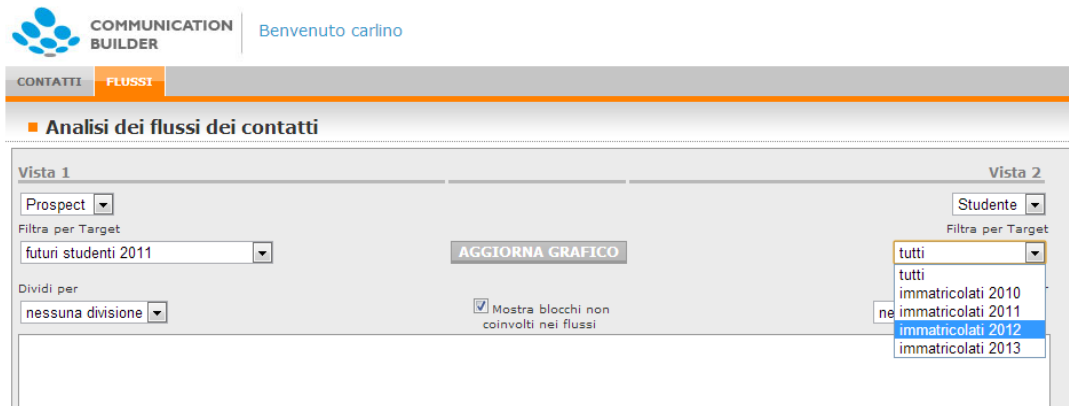 COMMUNICATION
BUILDER
Benvenuto carlino
CONTATTI
FLUSSI
Analisi dei flussi dei contatti
Vista 1
Vista 2
Prospect
Studente
Filtra per Target
Filtra per Target
futuri studenti 2011
AGGIORNA GRAFICO
tutti
tutti
immatricolati 2010
immatricolati 2011
immatricolati 2012
immatricolati 2013
Dividi per
nessuna divisione
Mostra blocchi non
coinvolti nei flussi
ne